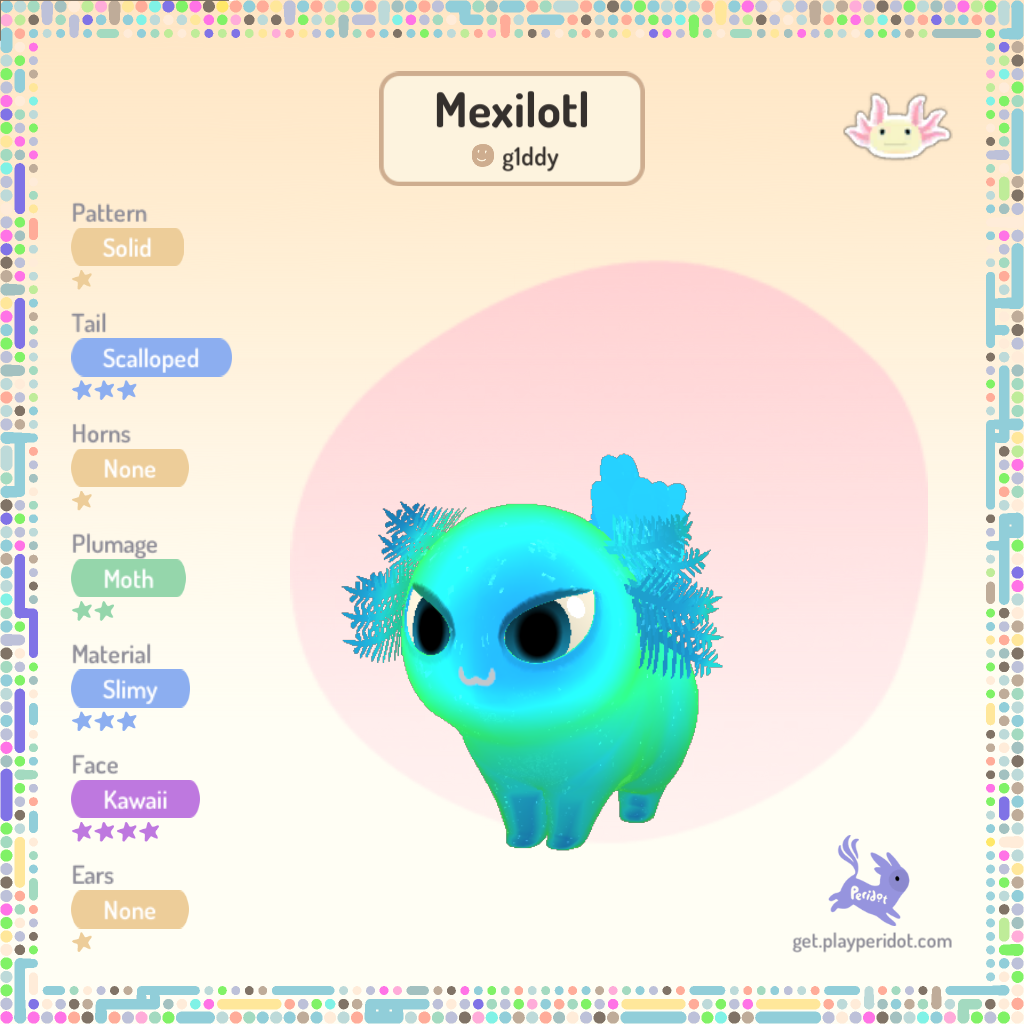 Mexilotl
g1ddy
Pattern
Solid
Tail
Scalloped
Horns
None
Plumage
Moth
Material
Slimy
Face
Kawaii
Ears
None
Peridot
get.playperidot.com